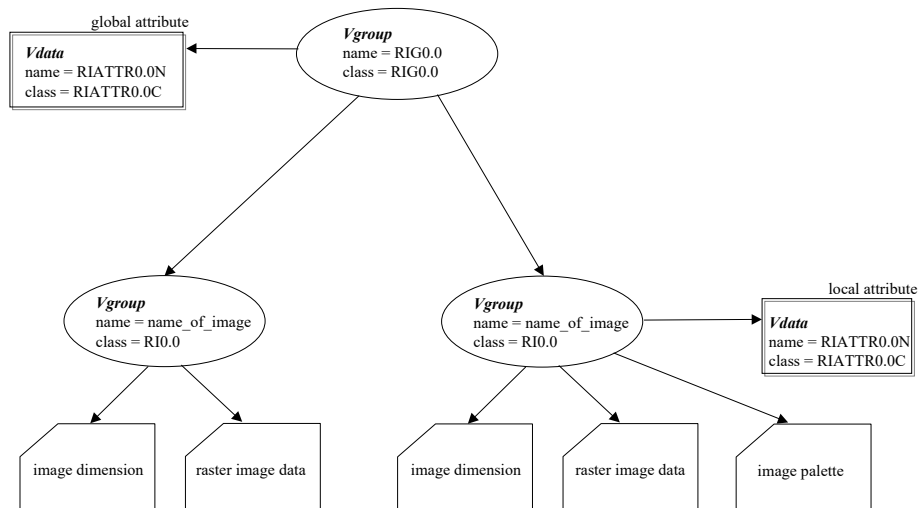 global attribute
Vdata
name = RIATTR0.0N
class = RIATTR0.0C
Vgroup
name = RIG0.0
class = RIG0.0
Vgroup
name = name_of_image
class = RI0.0
Vgroup
name = name_of_image
class = RI0.0
local attribute
Vdata
name = RIATTR0.0N
class = RIATTR0.0C
image dimension
raster image data
image dimension
raster image data
image palette